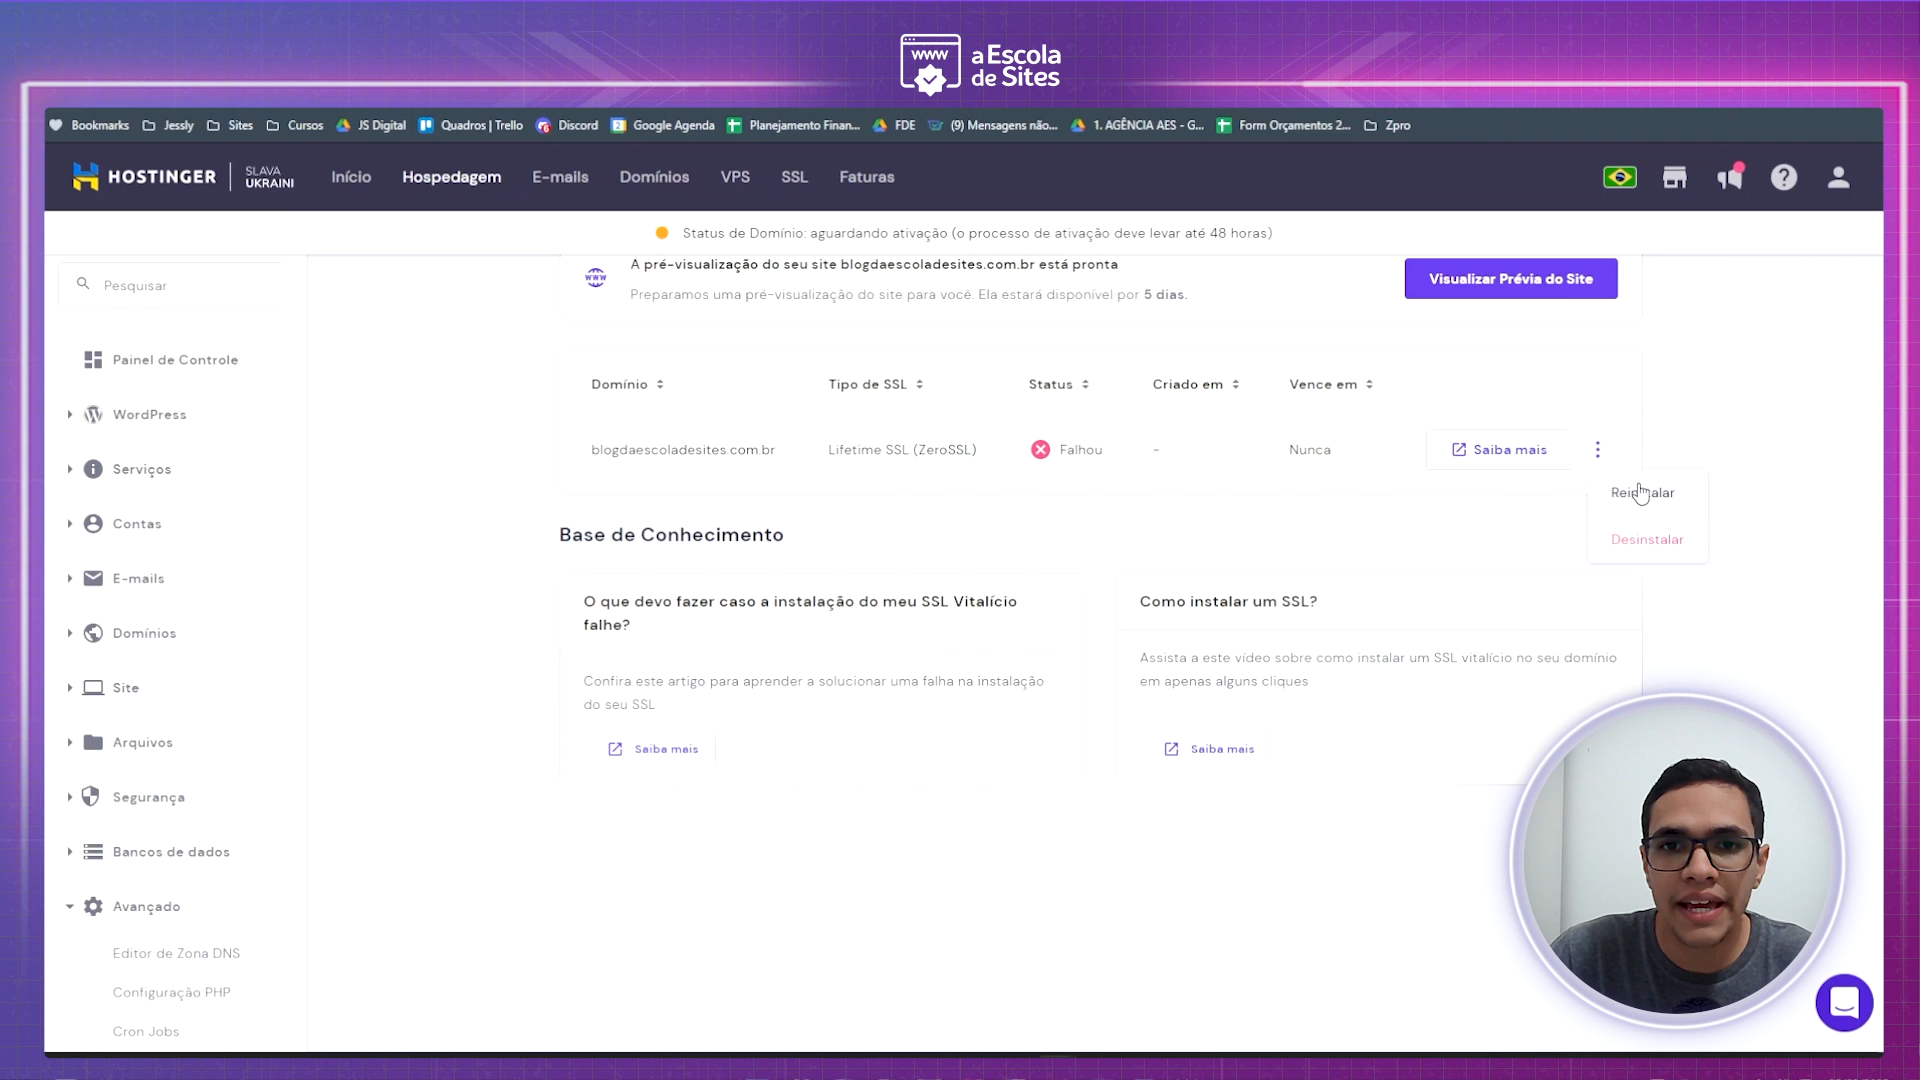 www
a Escola
de Sites
Bookmarks Jessly Sites Cursos JS Digital Quadros | Trello Discord Google Agenda Planejamento Finan... FDE (9) Mensagens não... 1. AGÊNCIA AES - G... Form Orçamentos 2... Zpro
HOSTINGER SLAVA UKRAINI Início Hospedagem E-mails Domínios VPS SSL Faturas
Status de Domínio: aguardando ativação (o processo de ativação deve levar até 48 horas)
Pesquisar
Painel de Controle
WordPress
Serviços
Contas
E-mails
Domínios
Site
Arquivos
Segurança
Bancos de dados
Avançado
Editor de Zona DNS
Configuração PHP
Cron Jobs
www
A pré-visualização do seu site blogdaescoladesites.com.br está pronta
Preparamos uma pré-visualização do site para você. Ela estará disponível por 5 dias.
Visualizar Prévia do Site
Domínio Tipo de SSL Status Criado em Vence em
blogdaescoladesites.com.br Lifetime SSL (ZeroSSL) Falhou - Nunca Saiba mais
Desinstalar
Base de Conhecimento
O que devo fazer caso a instalação do meu SSL Vitalício
falhe?
Confira este artigo para aprender a solucionar uma falha na instalação
do seu SSL
Saiba mais
Como instalar um SSL?
Assista a este vídeo sobre como instalar um SSL vitalício no seu domínio
em apenas alguns cliques
Saiba mais